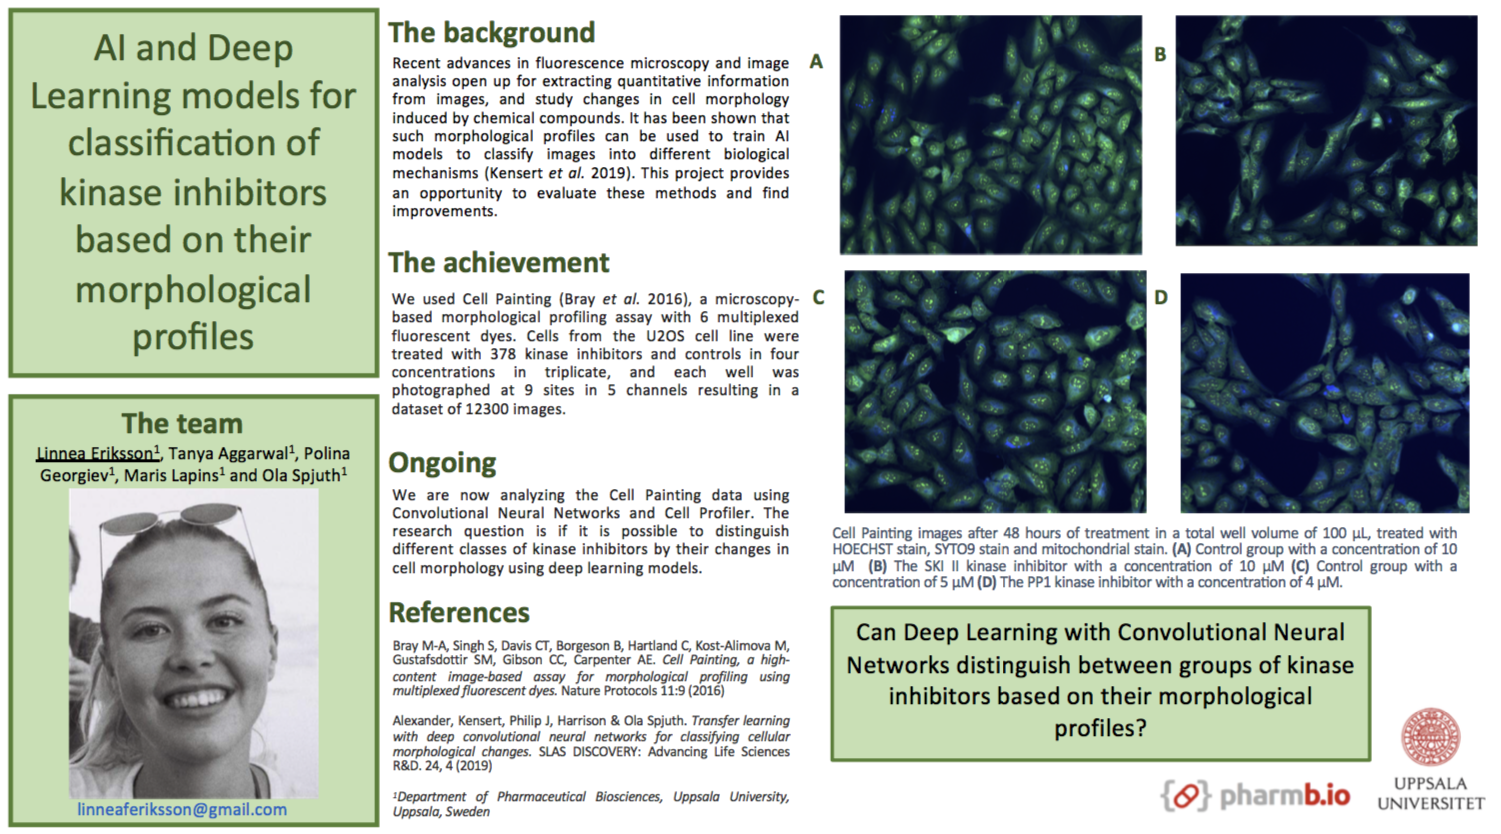 AI and Deep
Learning models for
classification of
kinase inhibitors
based on their
morphological
profiles
The team
Linnea Eriksson¹, Tanya Aggarwal¹, Polina
Georgiev¹, Maris Lapins¹ and Ola Spjuth¹
linneaferiksson@gmail.com
The background
Recent advances in fluorescence microscopy and image
analysis open up for extracting quantitative information
from images, and study changes in cell morphology
induced by chemical compounds. It has been shown that
such morphological profiles can be used to train AI
models to classify images into different biological
mechanisms (Kensert et al. 2019). This project provides
an opportunity to evaluate these methods and find
improvements.
The achievement
We used Cell Painting (Bray et al. 2016), a microscopy-
based morphological profiling assay with 6 multiplexed
fluorescent dyes. Cells from the U2OS cell line were
treated with 378 kinase inhibitors and controls in four
concentrations in triplicate, and each well was
photographed at 9 sites in 5 channels resulting in a
dataset of 12300 images.
Ongoing
We are now analyzing the Cell Painting data using
Convolutional Neural Networks and Cell Profiler. The
research question is if it is possible to distinguish
different classes of kinase inhibitors by their changes in
cell morphology using deep learning models.
References
Bray M-A, Singh S, Davis CT, Borgeson B, Hartland C, Kost-Alimova M,
Gustafsdottir SM, Gibson CC, Carpenter AE. Cell Painting, a high-
content image-based assay for morphological profiling using
multiplexed fluorescent dyes. Nature Protocols 11:9 (2016)
Alexander, Kensert, Philip J, Harrison & Ola Spjuth. Transfer learning
with deep convolutional neural networks for classifying cellular
morphological changes. SLAS DISCOVERY: Advancing Life Sciences
R&D. 24, 4 (2019)
¹Department of Pharmaceutical Biosciences, Uppsala University,
Uppsala, Sweden
A
B
C
D
Cell Painting images after 48 hours of treatment in a total well volume of 100 µL, treated with
HOECHST stain, SYTO9 stain and mitochondrial stain. (A) Control group with a concentration of 10
µM (B) The SKI II kinase inhibitor with a concentration of 10 µM (C) Control group with a
concentration of 5 µM (D) The PP1 kinase inhibitor with a concentration of 4 µM.
Can Deep Learning with Convolutional Neural
Networks distinguish between groups of kinase
inhibitors based on their morphological
profiles?
pharmb.io
UPPSALA
UNIVERSITET